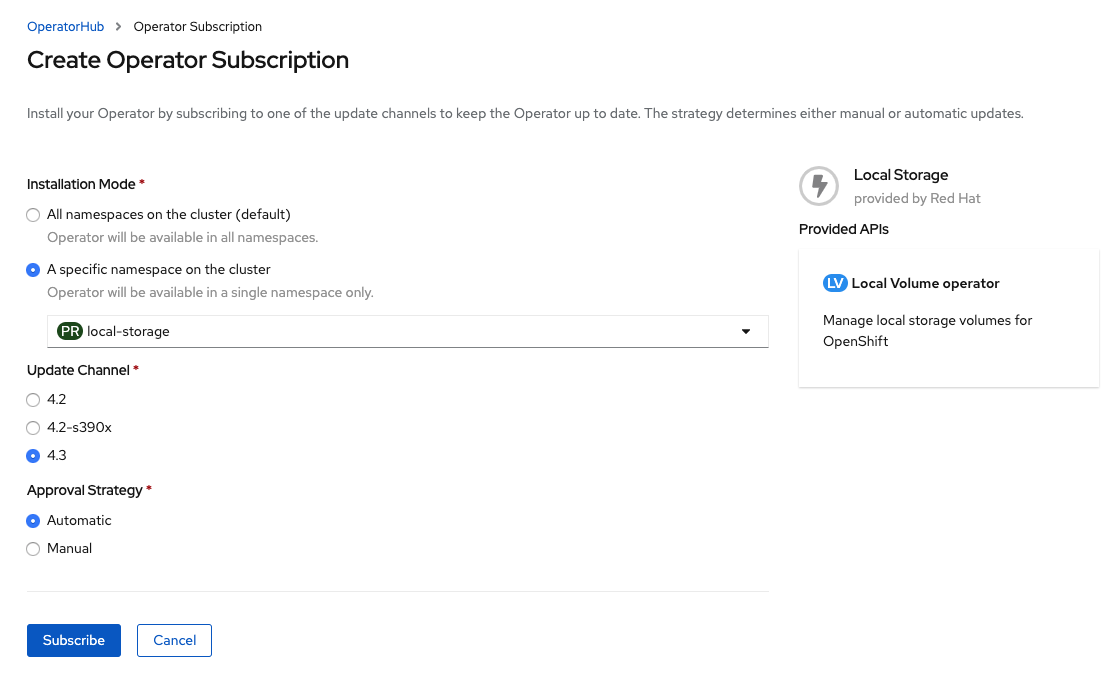 OperatorHub > Operator Subscription
Create Operator Subscription
Install your Operator by subscribing to one of the update channels to keep the Operator up to date. The strategy determines either manual or automatic updates.
Installation Mode *
All namespaces on the cluster (default)
Operator will be available in all namespaces.
A specific namespace on the cluster
Operator will be available in a single namespace only.
PR local-storage
Update Channel *
4.2
4.2-s390x
4.3
Approval Strategy *
Automatic
Manual
Subscribe Cancel
Local Storage
provided by Red Hat
Provided APIs
LV Local Volume operator
Manage local storage volumes for
OpenShift